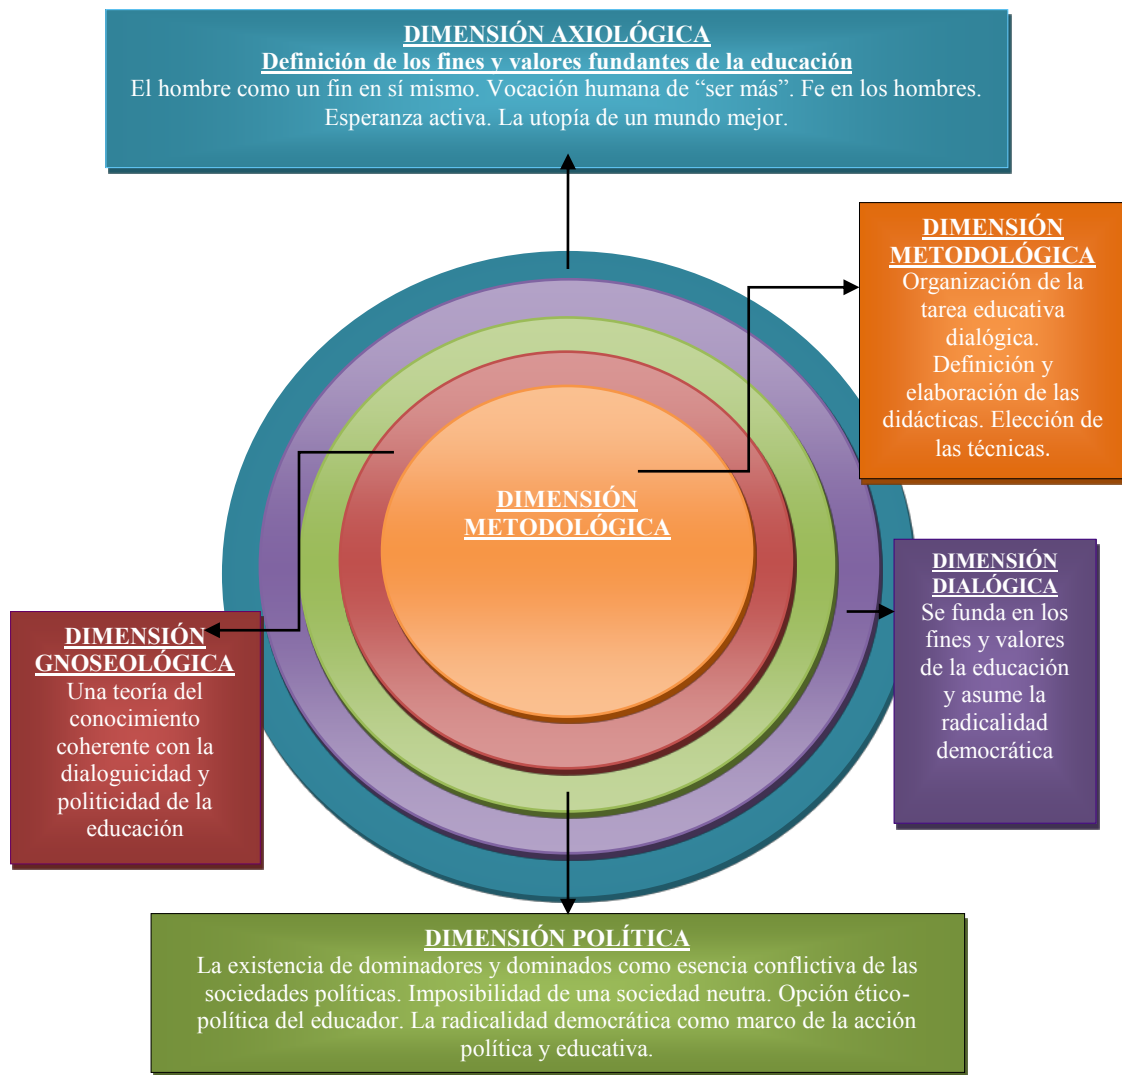 DIMENSIÓN AXIOLÓGICA
Definición de los fines y valores fundantes de la educación
El hombre como un fin en sí mismo. Vocación humana de “ser más”. Fe en los hombres.
Esperanza activa. La utopía de un mundo mejor.
DIMENSIÓN
METODOLÓGICA
Organización de la
tarea educativa
dialógica.
Definición y
elaboración de las
didácticas. Elección de
las técnicas.
DIMENSIÓN
METODOLÓGICA
DIMENSIÓN
DIALÓGICA
Se funda en los
fines y valores
de la educación
y asume la
radicalidad
democrática
DIMENSIÓN
GNOSEOLÓGICA
Una teoría del
conocimiento
coherente con la
dialoguicidad y
politicidad de la
educación
DIMENSIÓN POLÍTICA
La existencia de dominadores y dominados como esencia conflictiva de las
sociedades políticas. Imposibilidad de una sociedad neutra. Opción ético-
política del educador. La radicalidad democrática como marco de la acción
política y educativa.